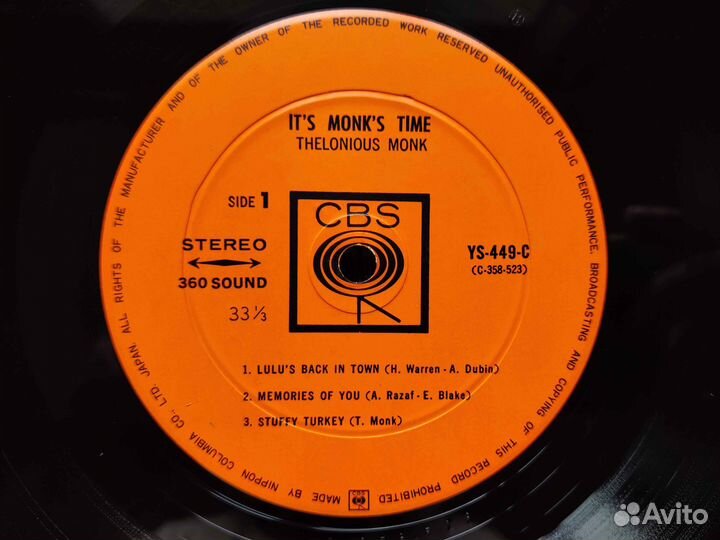 ALL RIGHTS OF THE MANUFACTURER AND OF THE OWNER OF THE RECORDED WORK RESERVED UNAUTHORISED PUBLIC PERFORMANCE, BROADCASTING AND COPYING OF THIS RECORD PROHIBITED
IT'S MONK'S TIME
THELONIOUS MONK
SIDE 1
CBS
STEREO
360 SOUND
33 1/3
YS-449-C
(C-358-523)
1. LULU'S BACK IN TOWN (H. Warren - A. Dubin)
2. MEMORIES OF YOU (A. Razaf - E. Blake)
3. STUFFY TURKEY (T. Monk)
CBS
MADE BY NIPPON COLUMBIA CO., LTD. JAPAN.
Avito